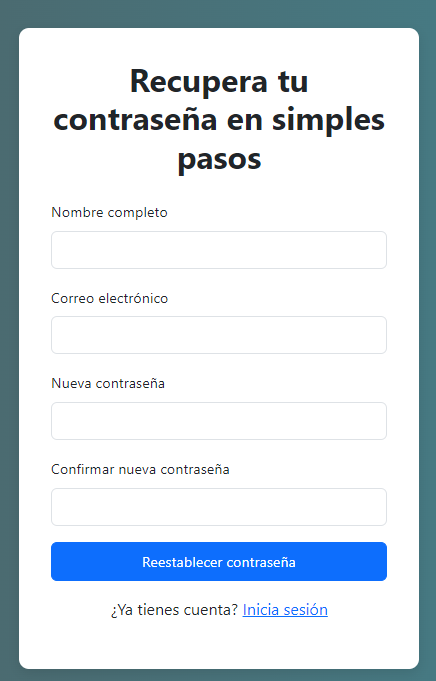 Recupera tu
contraseña en simples
pasos
Nombre completo
Correo electrónico
Nueva contraseña
Confirmar nueva contraseña
Reestablecer contraseña
¿Ya tienes cuenta? Inicia sesión